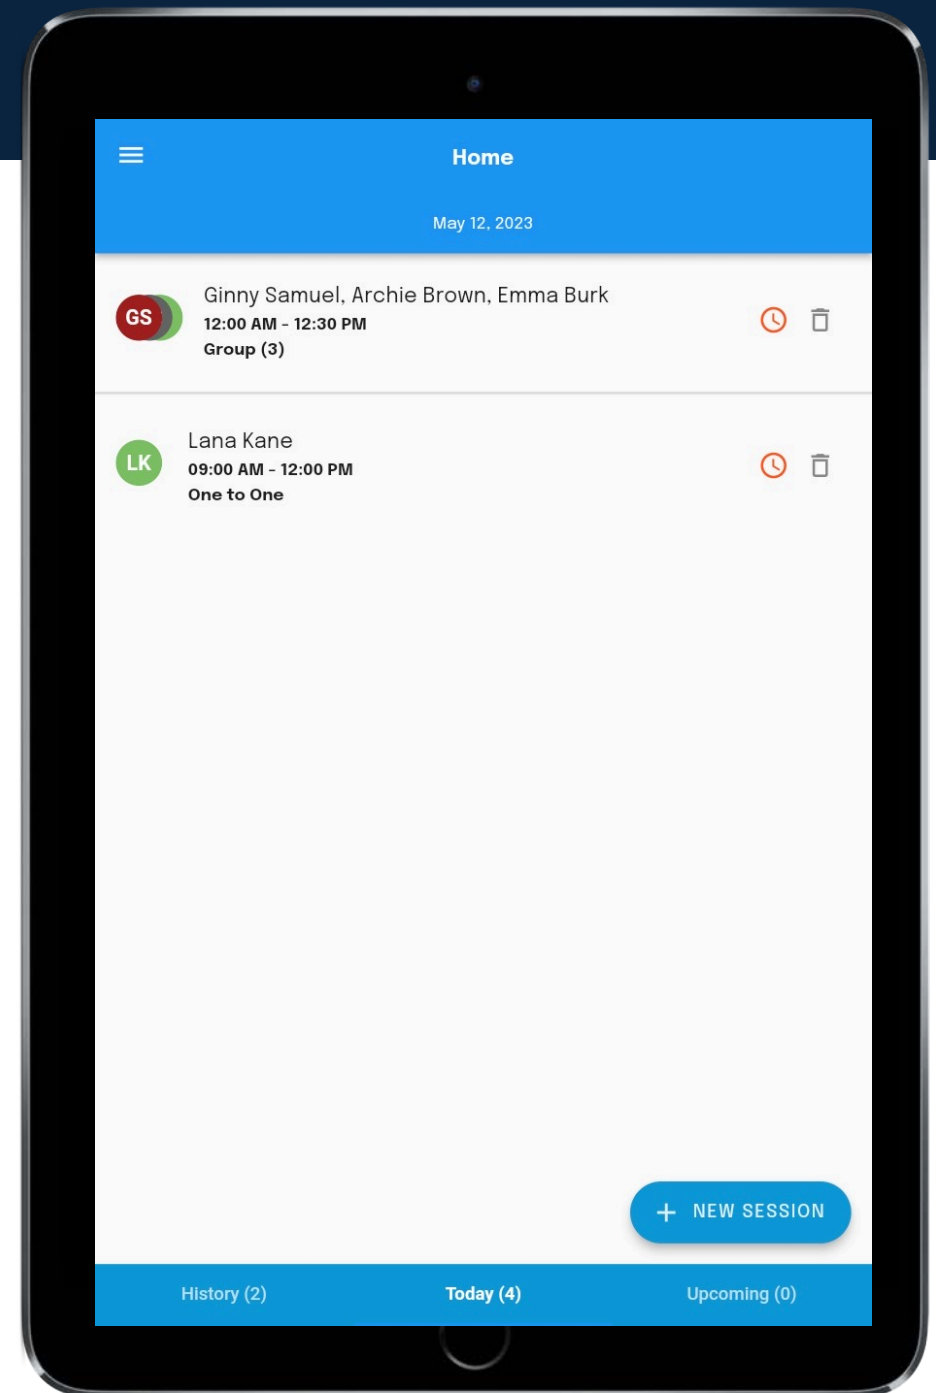 Home
May 12, 2023
GS
Ginny Samuel, Archie Brown, Emma Burk
12:00 AM - 12:30 PM
Group (3)
LK
Lana Kane
09:00 AM - 12:00 PM
One to One
+ NEW SESSION
History (2)
Today (4)
Upcoming (0)